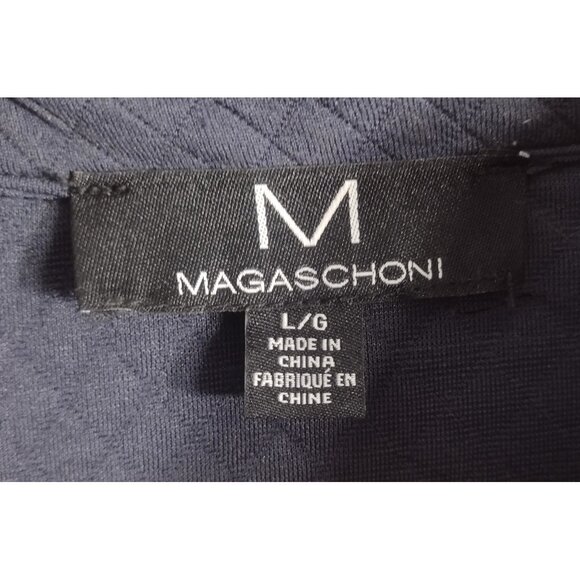 M
MAGASCHONI
L/G
MADE IN
CHINA
FABRIQUÉ EN
CHINE